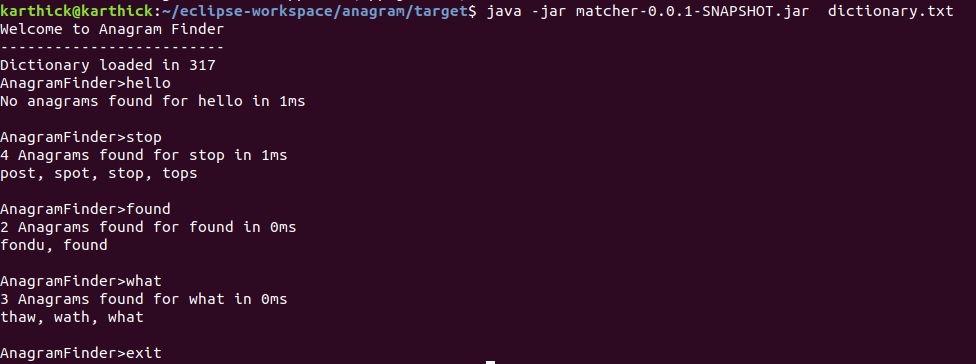 karthick@karthick:~/eclipse-workspace/anagram/target$ java -jar matcher-0.0.1-SNAPSHOT.jar  dictionary.txt
Welcome to Anagram Finder
-------------------------
Dictionary loaded in 317
AnagramFinder>hello
No anagrams found for hello in 1ms
AnagramFinder>stop
4 Anagrams found for stop in 1ms
post, spot, stop, tops
AnagramFinder>found
2 Anagrams found for found in 0ms
fondu, found
AnagramFinder>what
3 Anagrams found for what in 0ms
thaw, wath, what
AnagramFinder>exit